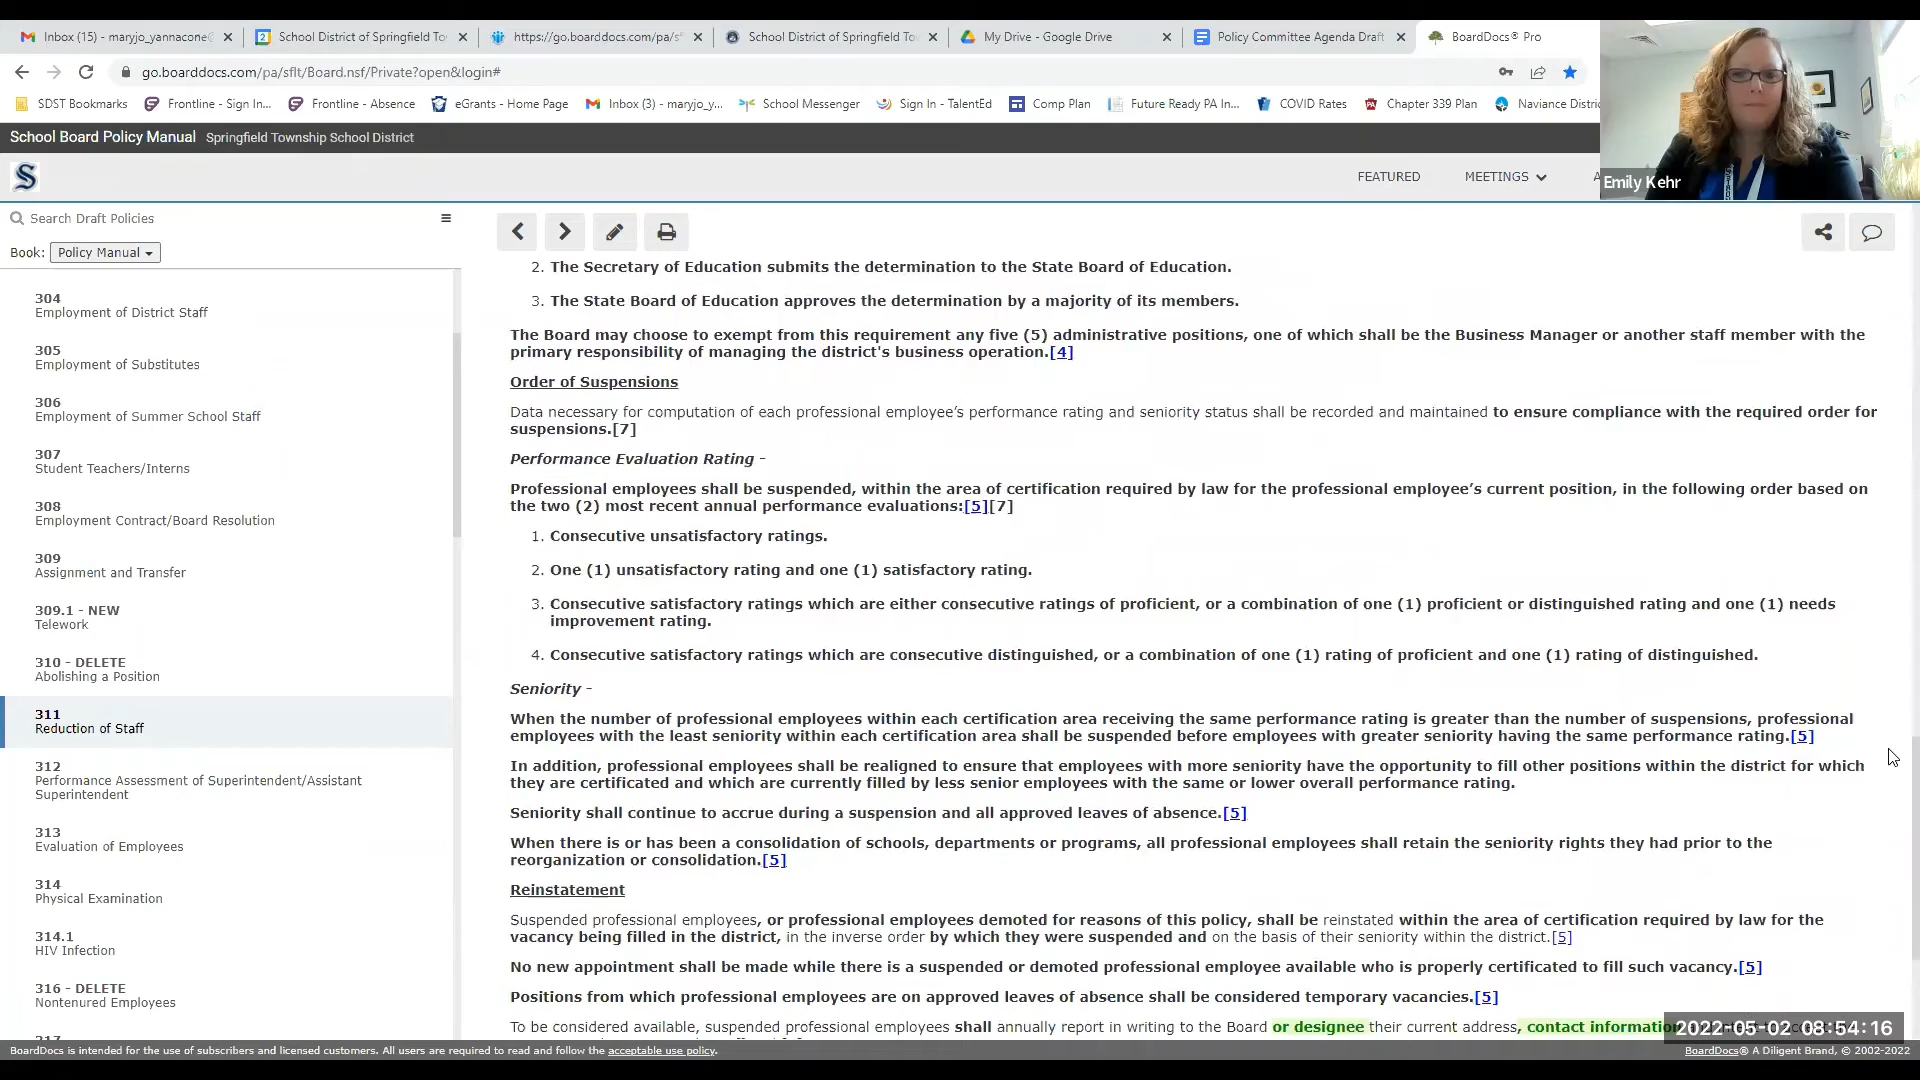 Inbox (15) - maryjo_yannacone@
School District of Springfield To
https://go.boarddocs.com/pa/sf
School District of Springfield To
My Drive - Google Drive
Policy Committee Agenda Draft
BoardDocs® Pro
go.boarddocs.com/pa/sflt/Board.nsf/Private?open&login#
SDST Bookmarks
Frontline - Sign In...
Frontline - Absence
eGrants - Home Page
Inbox (3) - maryjo_y...
School Messenger
Sign In - TalentEd
Comp Plan
Future Ready PA In...
COVID Rates
Chapter 339 Plan
Naviance Distric
School Board Policy Manual Springfield Township School District
Emily Kehr
S
FEATURED
MEETINGS
Search Draft Policies
Book: Policy Manual
304
Employment of District Staff
305
Employment of Substitutes
306
Employment of Summer School Staff
307
Student Teachers/Interns
308
Employment Contract/Board Resolution
309
Assignment and Transfer
309.1 - NEW
Telework
310 - DELETE
Abolishing a Position
311
Reduction of Staff
312
Performance Assessment of Superintendent/Assistant
Superintendent
313
Evaluation of Employees
314
Physical Examination
314.1
HIV Infection
316 - DELETE
Nontenured Employees
2. The Secretary of Education submits the determination to the State Board of Education.
3. The State Board of Education approves the determination by a majority of its members.
The Board may choose to exempt from this requirement any five (5) administrative positions, one of which shall be the Business Manager or another staff member with the
primary responsibility of managing the district's business operation.[4]
Order of Suspensions
Data necessary for computation of each professional employee's performance rating and seniority status shall be recorded and maintained to ensure compliance with the required order for
suspensions.[7]
Performance Evaluation Rating -
Professional employees shall be suspended, within the area of certification required by law for the professional employee's current position, in the following order based on
the two (2) most recent annual performance evaluations:[5][7]
1. Consecutive unsatisfactory ratings.
2. One (1) unsatisfactory rating and one (1) satisfactory rating.
3. Consecutive satisfactory ratings which are either consecutive ratings of proficient, or a combination of one (1) proficient or distinguished rating and one (1) needs
improvement rating.
4. Consecutive satisfactory ratings which are consecutive distinguished, or a combination of one (1) rating of proficient and one (1) rating of distinguished.
Seniority -
When the number of professional employees within each certification area receiving the same performance rating is greater than the number of suspensions, professional
employees with the least seniority within each certification area shall be suspended before employees with greater seniority having the same performance rating.[5]
In addition, professional employees shall be realigned to ensure that employees with more seniority have the opportunity to fill other positions within the district for which
they are certificated and which are currently filled by less senior employees with the same or lower overall performance rating.
Seniority shall continue to accrue during a suspension and all approved leaves of absence.[5]
When there is or has been a consolidation of schools, departments or programs, all professional employees shall retain the seniority rights they had prior to the
reorganization or consolidation.[5]
Reinstatement
Suspended professional employees, or professional employees demoted for reasons of this policy, shall be reinstated within the area of certification required by law for the
vacancy being filled in the district, in the inverse order by which they were suspended and on the basis of their seniority within the district.[5]
No new appointment shall be made while there is a suspended or demoted professional employee available who is properly certificated to fill such vacancy.[5]
Positions from which professional employees are on approved leaves of absence shall be considered temporary vacancies.[5]
To be considered available, suspended professional employees shall annually report in writing to the Board or designee their current address, contact information
2022-05-02 08:54:16
BoardDocs is intended for the use of subscribers and licensed customers. All users are required to read and follow the acceptable use policy.
BoardDocs® A Diligent Brand, © 2002-2022